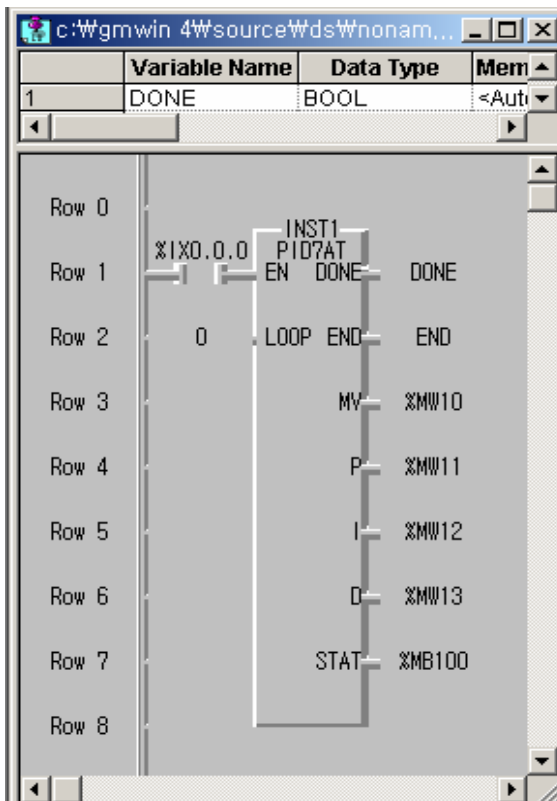 c:₩gmwin 4₩source₩ds₩nonam...
Variable Name Data Type Mem
1 DONE BOOL <Aut
Row 0
INST1
%IX0.0.0 PID7AT
Row 1 EN DONE DONE
Row 2 0 LOOP END END
Row 3 MV %MW10
Row 4 P %MW11
Row 5 I %MW12
Row 6 D %MW13
Row 7 STAT %MB100
Row 8